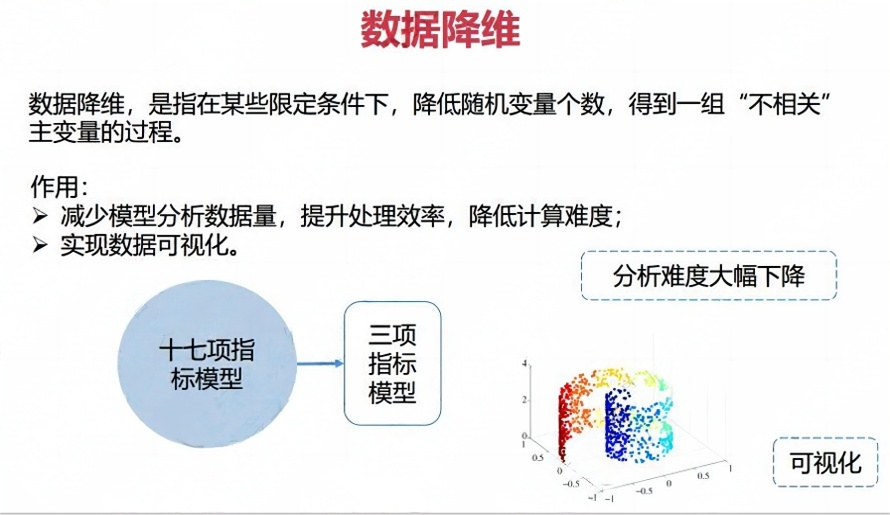 数据降维
数据降维，是指在某些限定条件下，降低随机变量个数，得到一组“不相关”
主变量的过程。
作用：
➢ 减少模型分析数据量，提升处理效率，降低计算难度；
➢ 实现数据可视化。
分析难度大幅下降
十七项指
标模型
三项
指标
模型
4
2
0
1
0.5
0
-0.5
-1
-1
-0.5
0
0.5
1
可视化